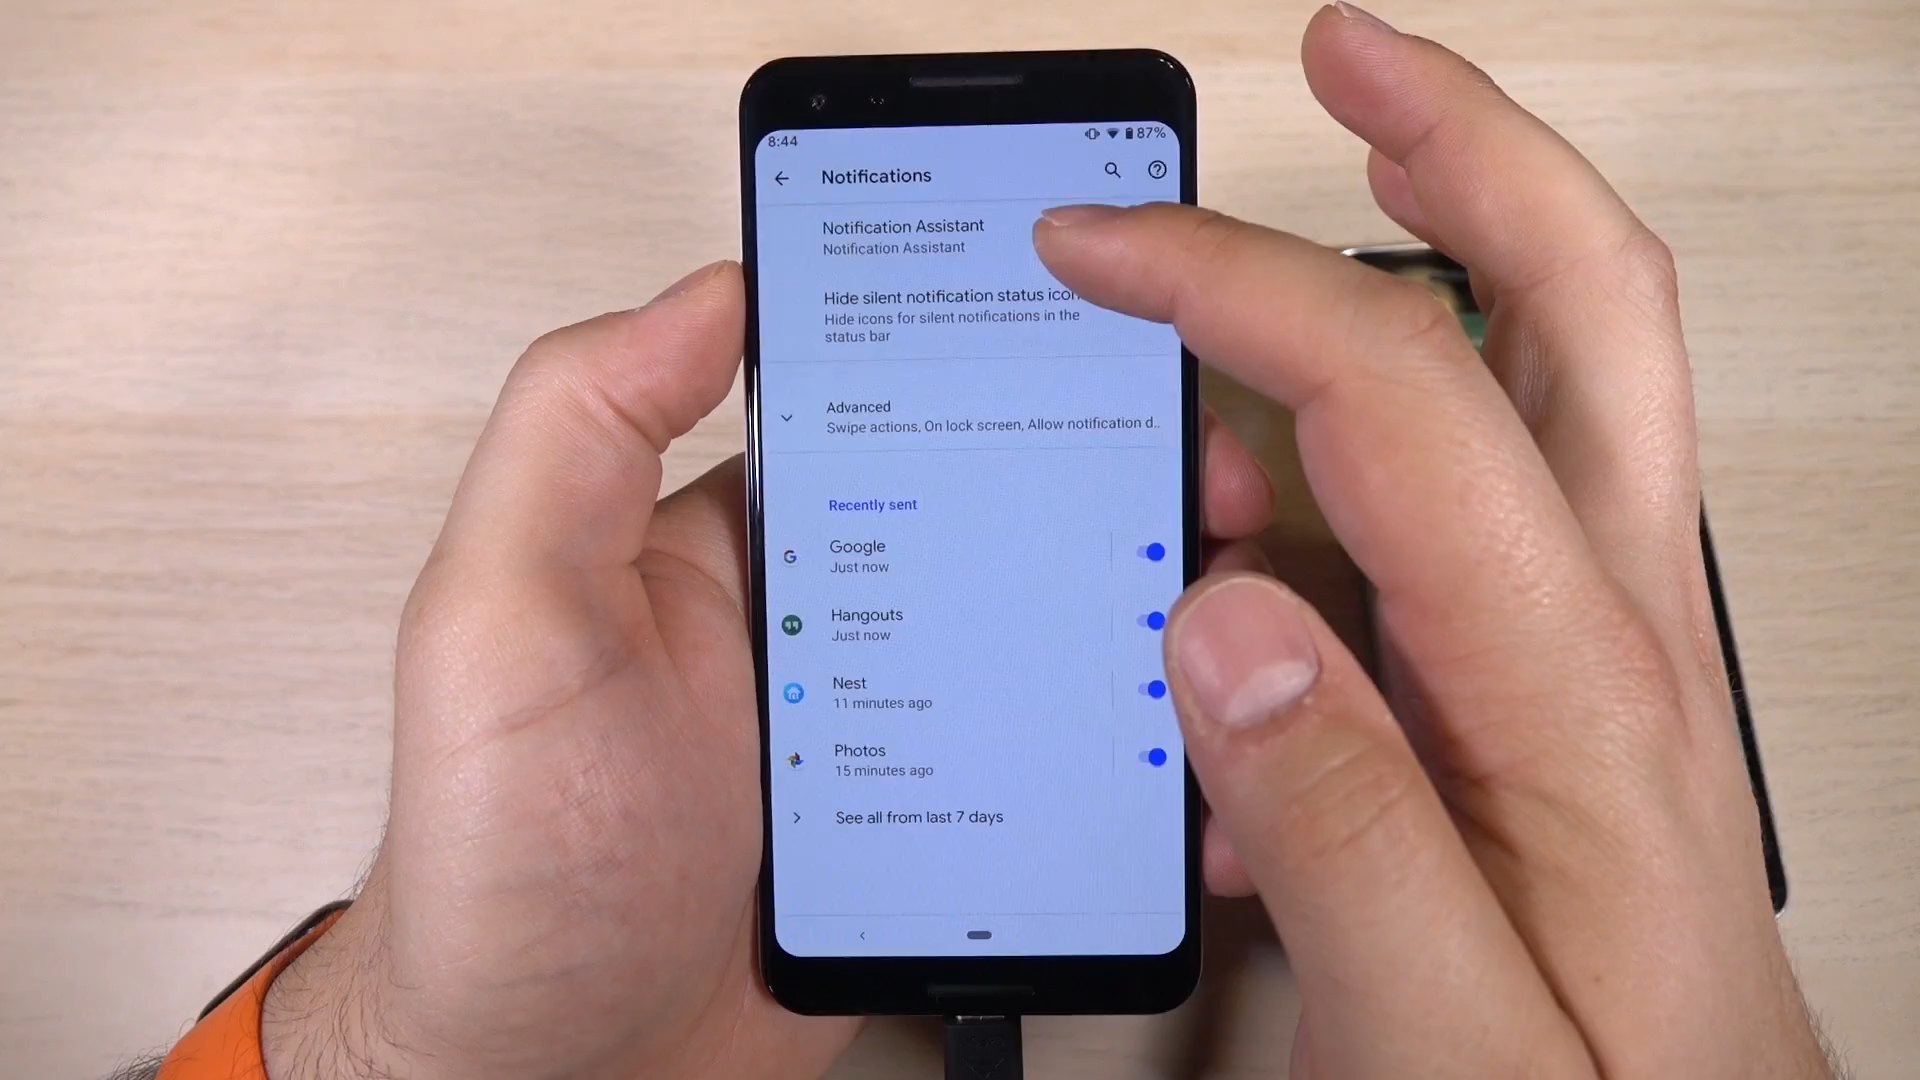 8:44
87%
Notifications
Notification Assistant
Notification Assistant
Hide silent notification status icon
Hide icons for silent notifications in the
status bar
Advanced
Swipe actions, On lock screen, Allow notification d..
Recently sent
Google
Just now
Hangouts
Just now
Nest
11 minutes ago
Photos
15 minutes ago
See all from last 7 days